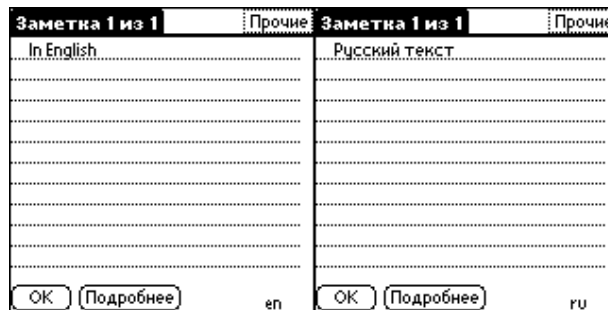 Заметка 1 из 1 Прочие
In English
OK Подробнее en
Заметка 1 из 1 Прочие
Русский текст
OK Подробнее ru